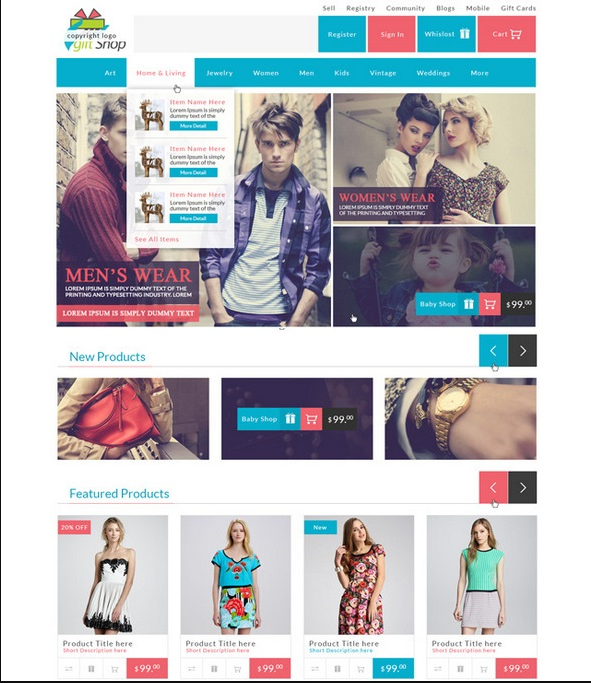 Sell Registry Community Blogs Mobile Gift Cards
copyright logo
gift Shop
Register
Sign In
Whislost
Cart
Art Home & Living Jewelry Women Men Kids Vintage Weddings More
Item Name Here
Lorem Ipsum is simply
dummy text of the
More Detail
Item Name Here
Lorem Ipsum is simply
dummy text of the
More Detail
Item Name Here
Lorem Ipsum is simply
dummy text of the
More Detail
See All Items
MEN'S WEAR
LOREM IPSUM IS SIMPLY DUMMY TEXT OF THE
PRINTING AND TYPESETTING INDUSTRY. LOREM
LOREM IPSUM IS SIMPLY DUMMY TEXT
WOMEN'S WEAR
LOREM IPSUM IS SIMPLY DUMMY TEXT
OF THE PRINTING AND TYPESETTING
Baby Shop $99.00
New Products
Baby Shop $99.00
Featured Products
20% OFF
New
Product Title here
Short Description here
$99.00
Product Title here
Short Description here
$99.00
Product Title here
Short Description here
$99.00
Product Title here
Short Description here
$99.00